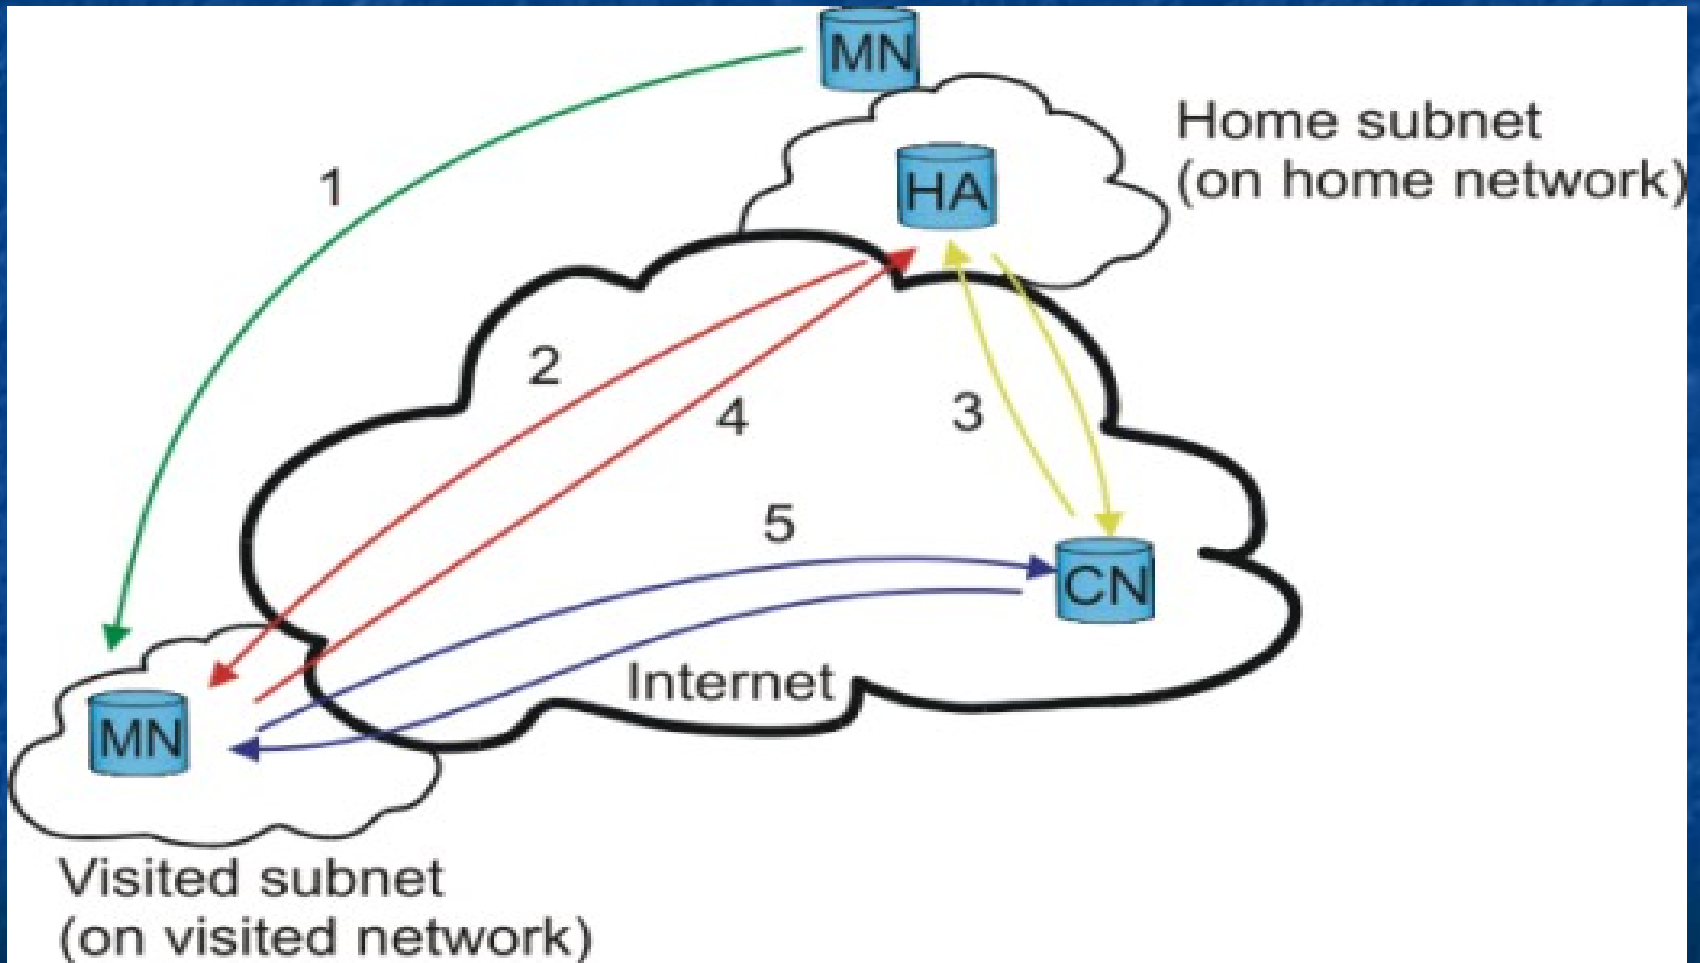 MN
Home subnet
(on home network)
HA
1
2
4
3
5
CN
Internet
MN
Visited subnet
(on visited network)